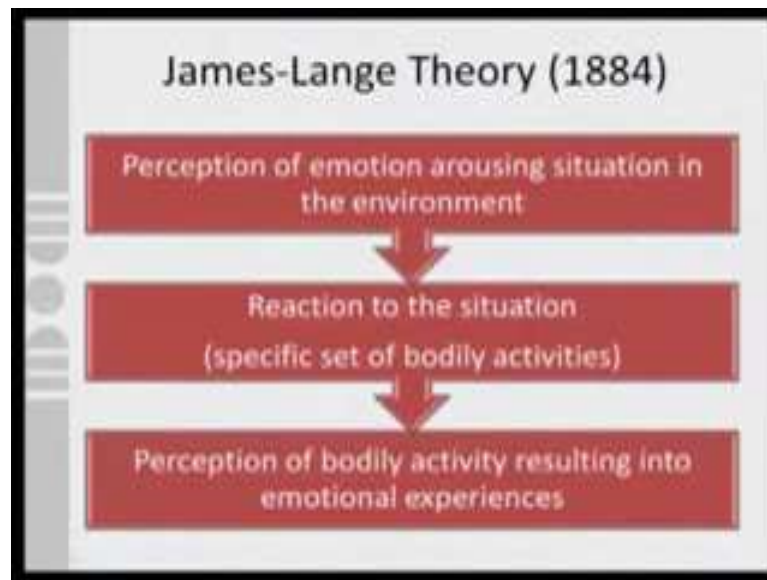 James-Lange Theory (1884)
Perception of emotion arousing situation in
the environment
Reaction to the situation
(specific set of bodily activities)
Perception of bodily activity resulting into
emotional experiences